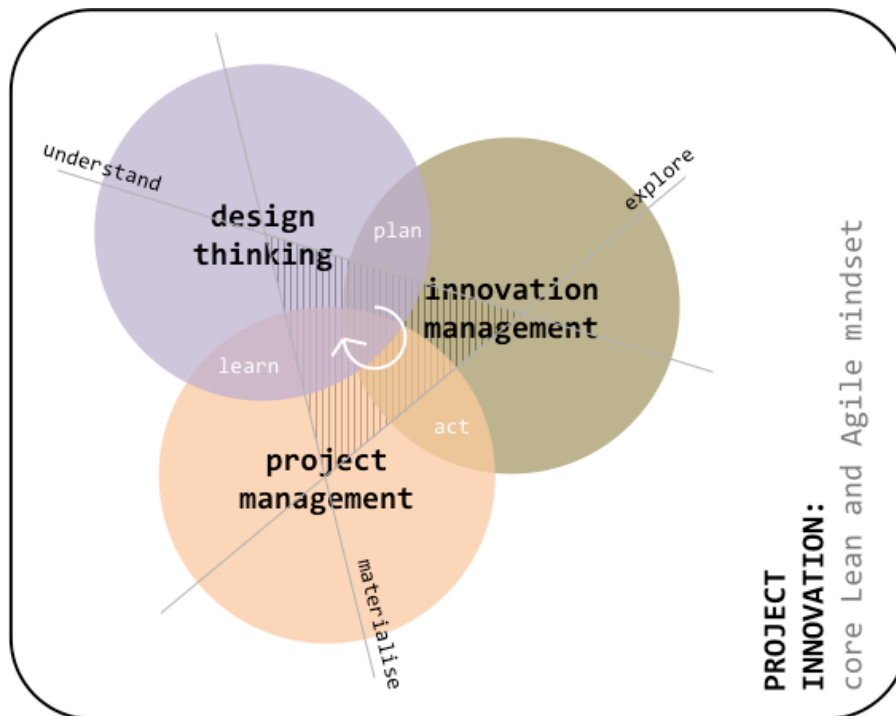 understand
design
thinking
plan
explore
innovation
management
learn
act
project
management
materialise
PROJECT
INNOVATION:
core Lean and Agile mindset